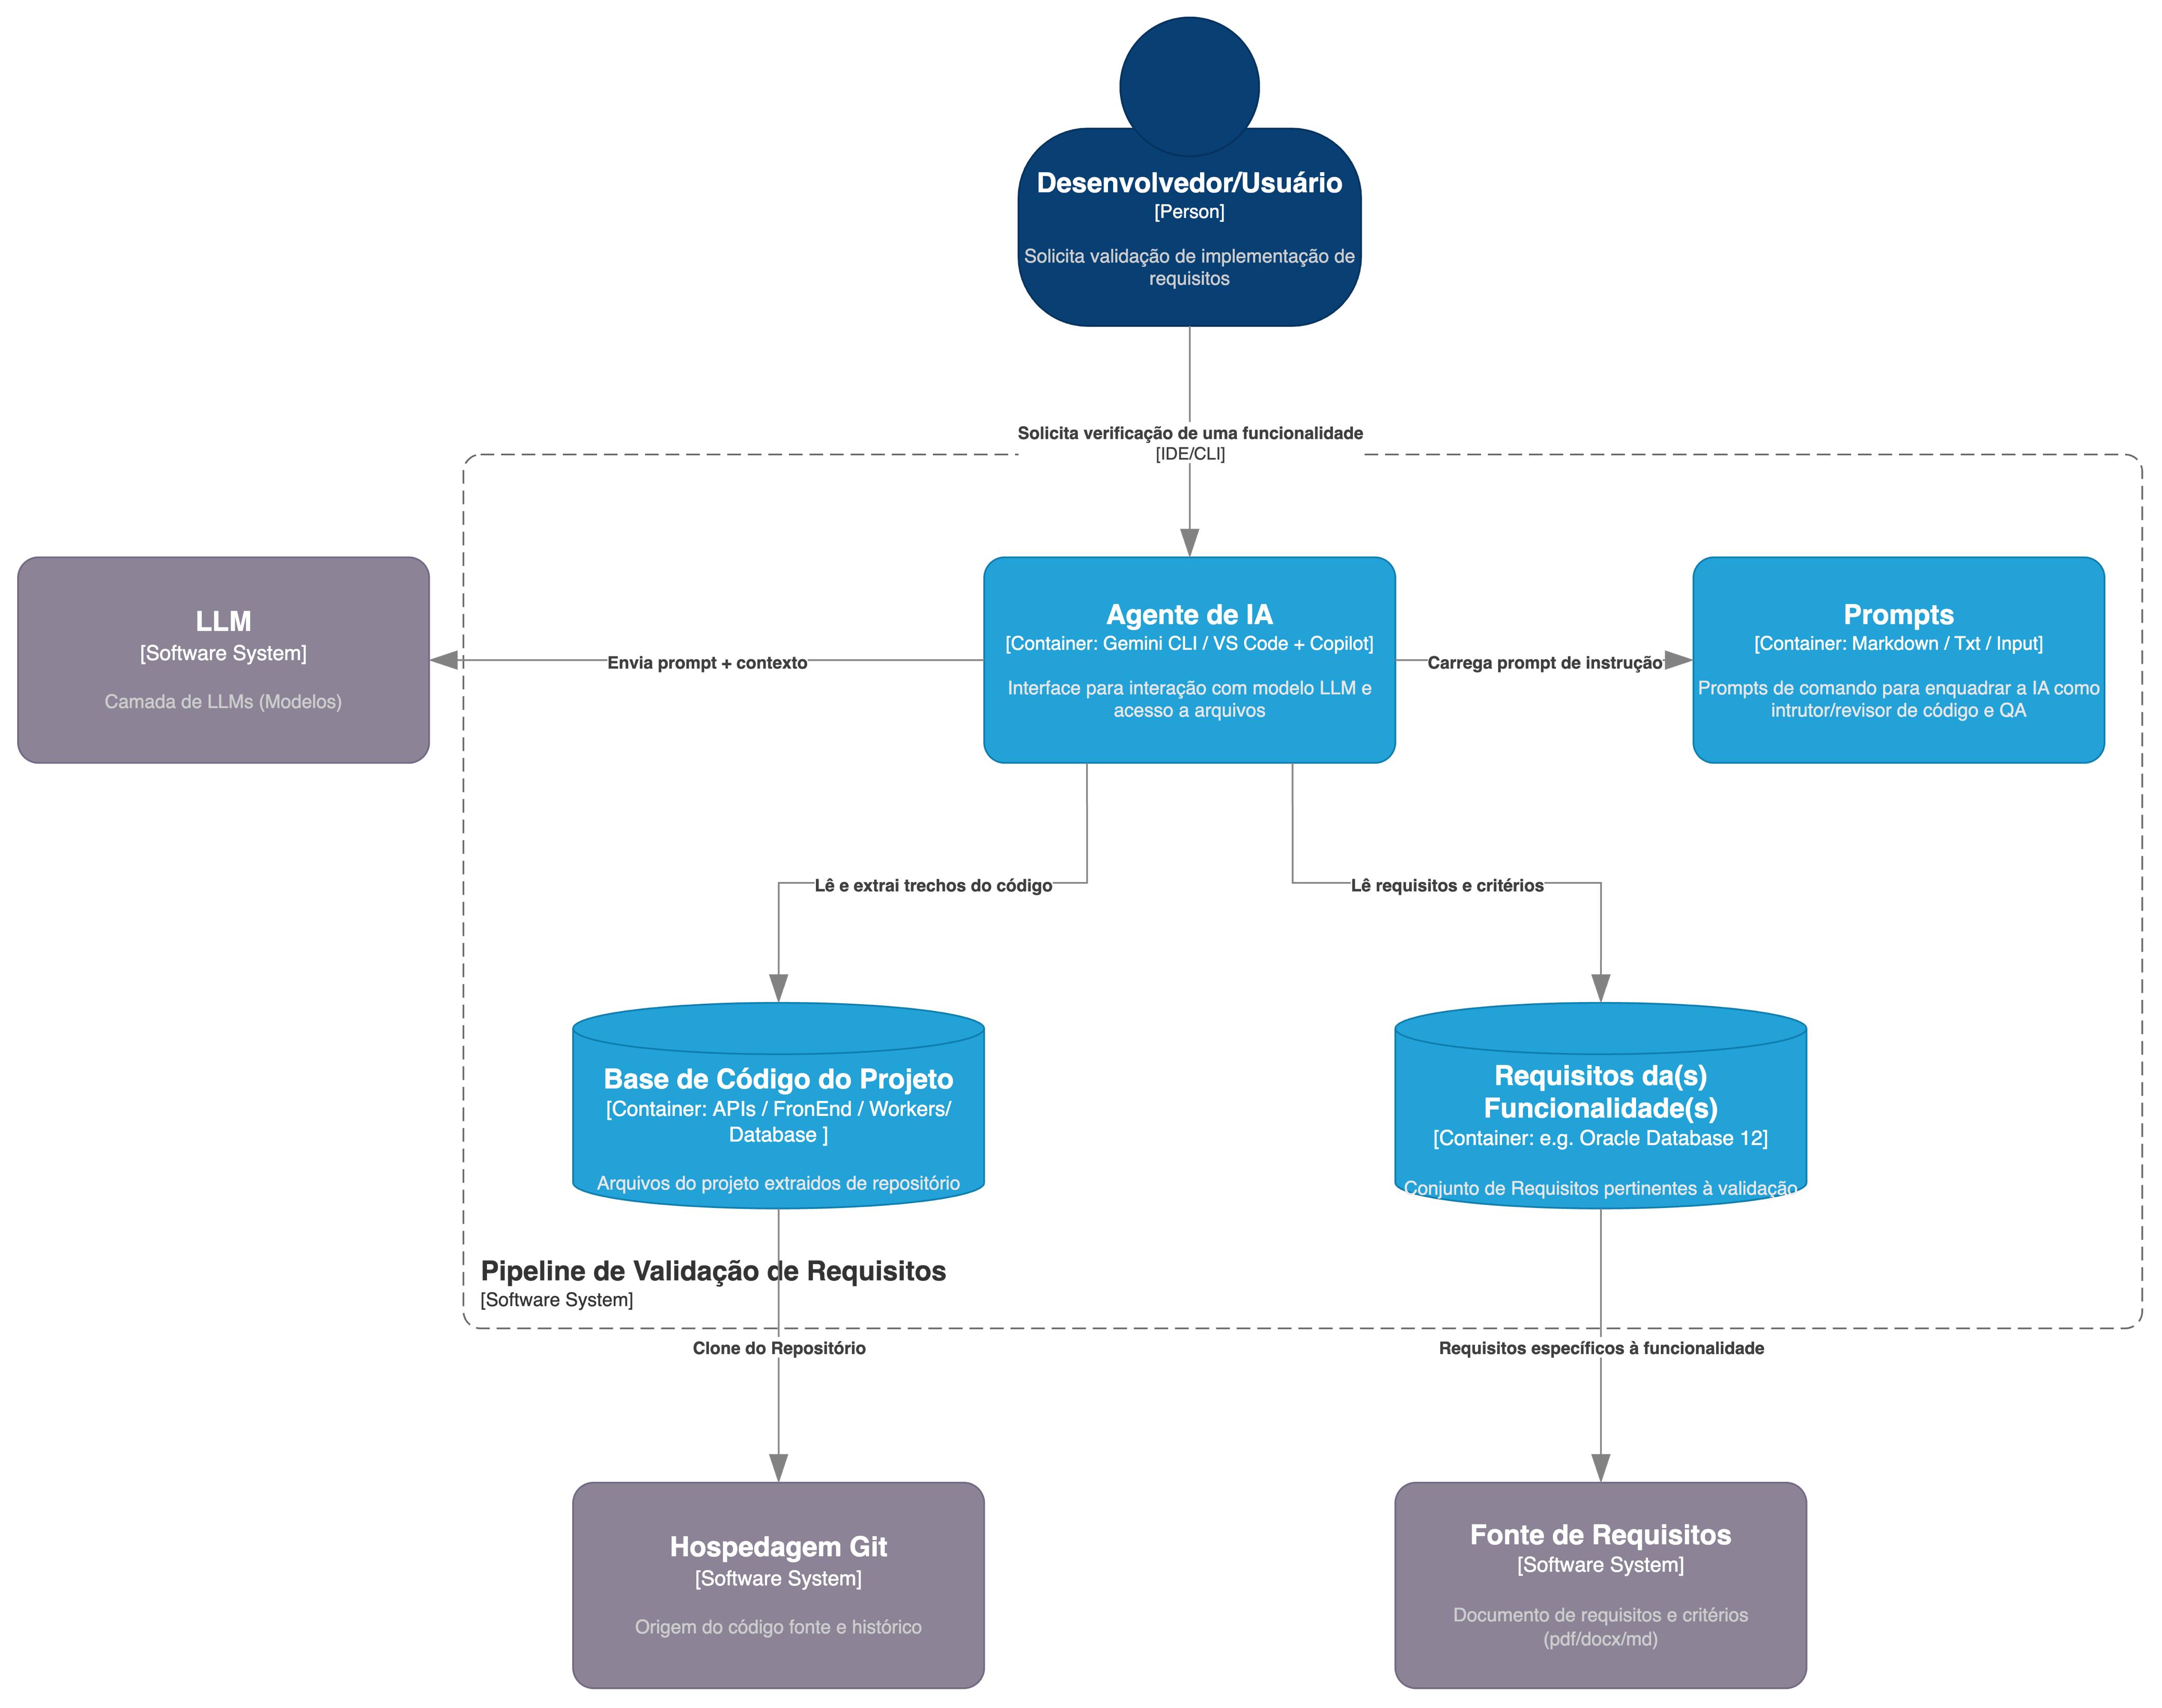 Desenvolvedor/Usuário
[Person]
Solicita validação de implementação de
requisitos
Solicita verificação de uma funcionalidade
[IDE/CLI]
LLM
[Software System]
Camada de LLMs (Modelos)
Envia prompt + contexto
Agente de IA
[Container: Gemini CLI / VS Code + Copilot]
Interface para interação com modelo LLM e
acesso a arquivos
Carrega prompt de instrução
Prompts
[Container: Markdown / Txt / Input]
Prompts de comando para enquadrar a IA como
intrutor/revisor de código e QA
Lê e extrai trechos do código
Lê requisitos e critérios
Base de Código do Projeto
[Container: APIs / FronEnd / Workers/
Database ]
Arquivos do projeto extraidos de repositório
Requisitos da(s)
Funcionalidade(s)
[Container: e.g. Oracle Database 12]
Conjunto de Requisitos pertinentes à validação
Pipeline de Validação de Requisitos
[Software System]
Clone do Repositório
Requisitos específicos à funcionalidade
Hospedagem Git
[Software System]
Origem do código fonte e histórico
Fonte de Requisitos
[Software System]
Documento de requisitos e critérios
(pdf/docx/md)